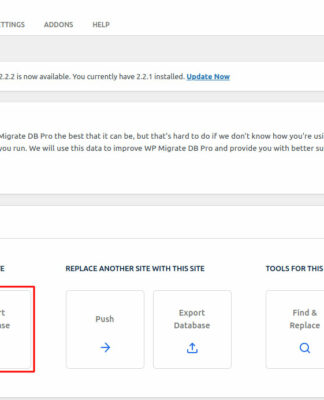 ETTINGS ADDONS HELP
2.2.2 is now available. You currently have 2.2.1 installed. Update Now
Migrate DB Pro the best that it can be, but that's hard to do if we don't know how you're usi
you run. We will use this data to improve WP Migrate DB Pro and provide you with better su
TE REPLACE ANOTHER SITE WITH THIS SITE TOOLS FOR THIS
rt
ase
Push
Export
Database
Find &
Replace